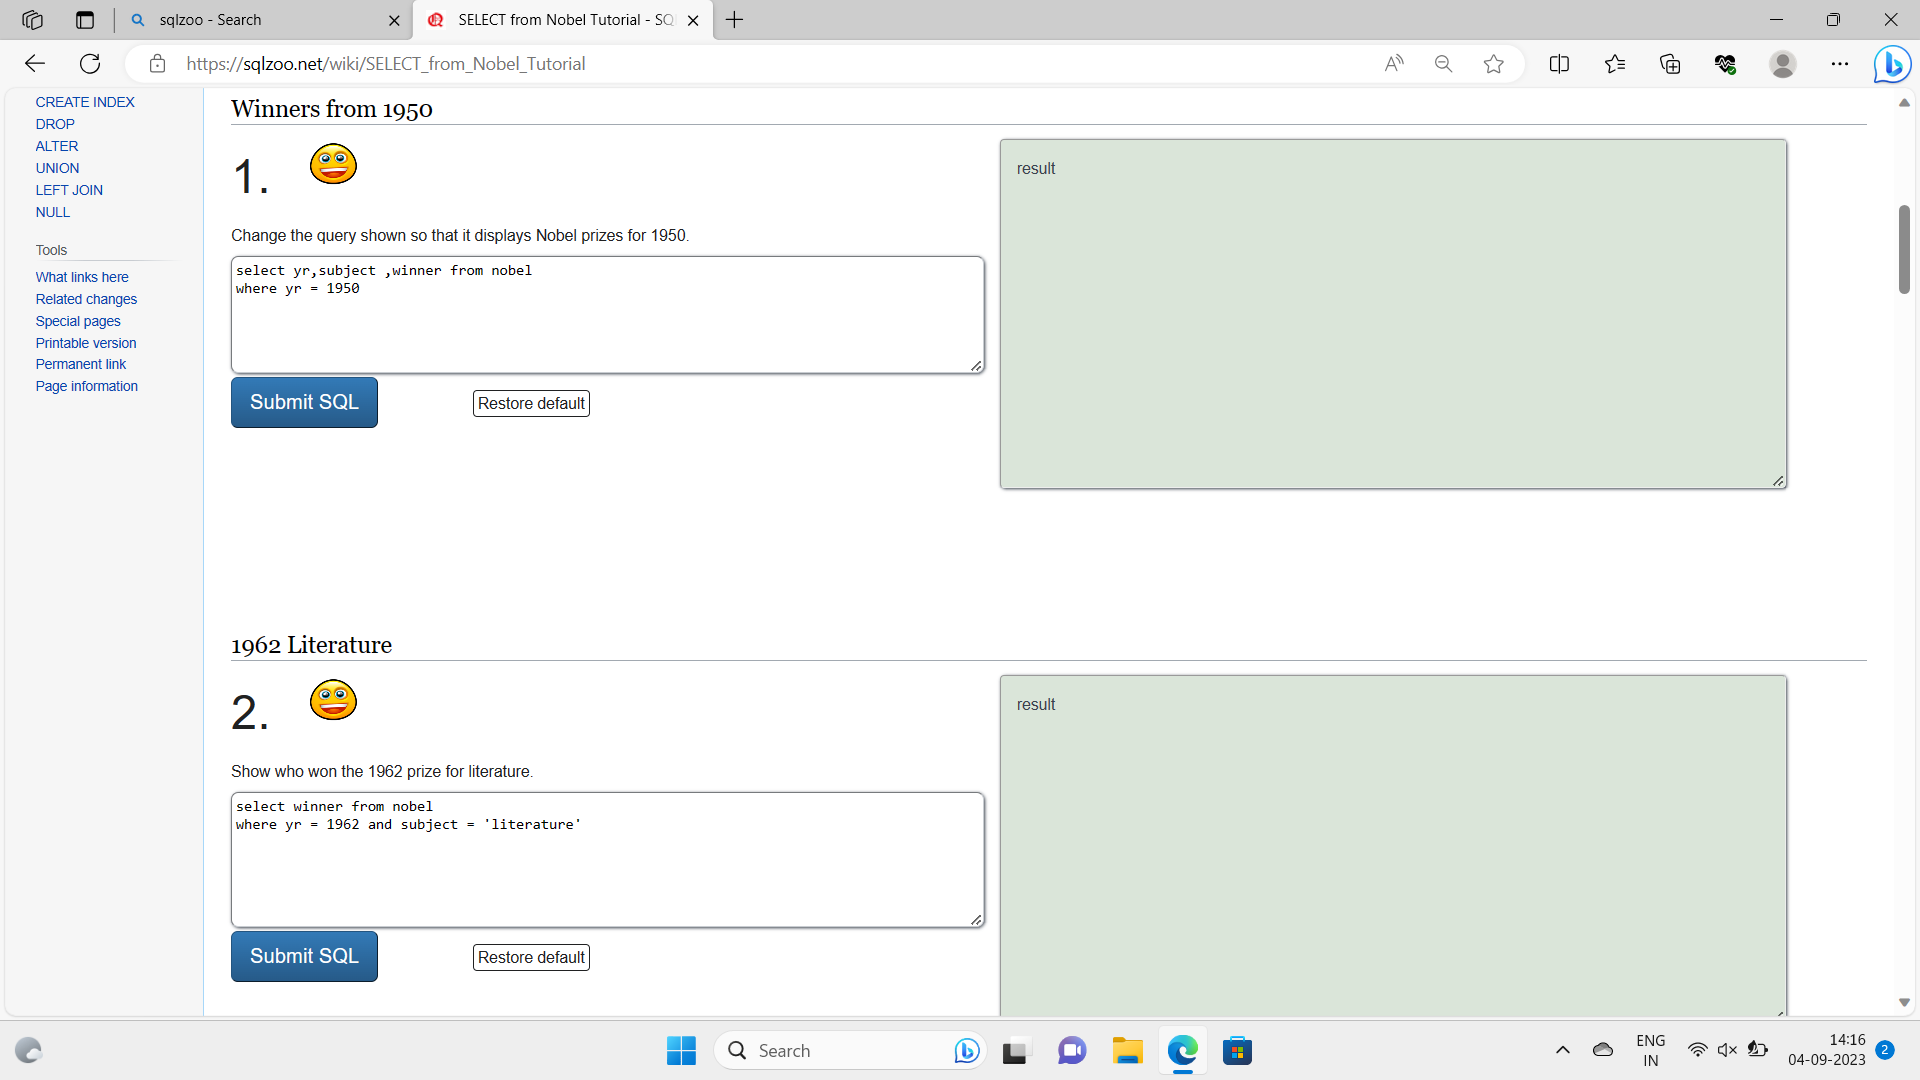 sqlzoo - Search
SELECT from Nobel Tutorial - SQ
https://sqlzoo.net/wiki/SELECT_from_Nobel_Tutorial
CREATE INDEX
DROP
ALTER
UNION
LEFT JOIN
NULL
Tools
What links here
Related changes
Special pages
Printable version
Permanent link
Page information
Winners from 1950
1.
Change the query shown so that it displays Nobel prizes for 1950.
select yr,subject ,winner from nobel
where yr = 1950
Submit SQL
Restore default
result
1962 Literature
2.
Show who won the 1962 prize for literature.
select winner from nobel
where yr = 1962 and subject = 'literature'
Submit SQL
Restore default
result
Search
ENG
IN
14:16
04-09-2023
2